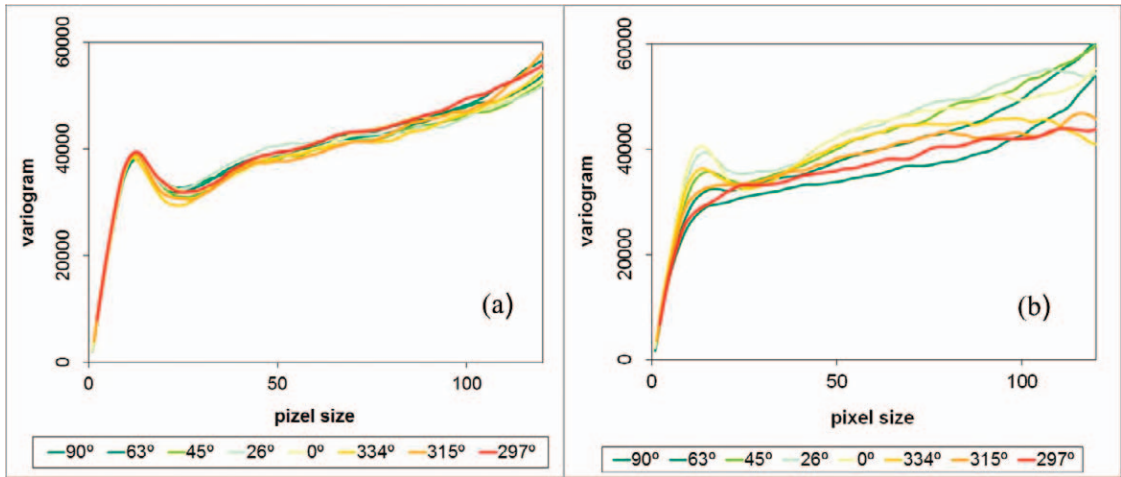 60000
40000
20000
0
variogram
(a)
0 50 100
pizel size
90º 63º 45º 26º 0º 334º 315º 297º
60000
40000
20000
0
variogram
(b)
0 50 100
pixel size
90º 63º 45º 26º 0º 334º 315º 297º